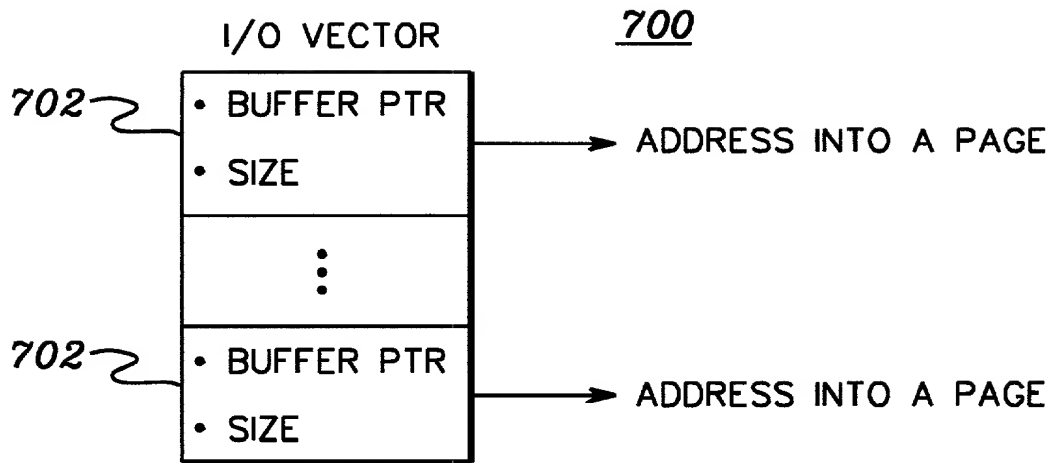 I/O VECTOR
700
702
• BUFFER PTR
• SIZE
ADDRESS INTO A PAGE
702
• BUFFER PTR
• SIZE
ADDRESS INTO A PAGE